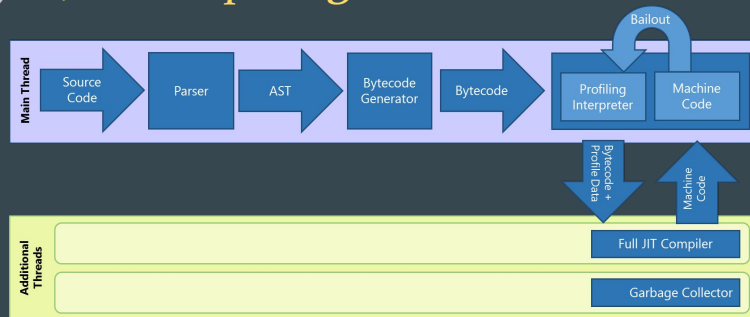 Bailout
Main Thread
Source
Code
Parser
AST
Bytecode
Generator
Bytecode
Profiling
Interpreter
Machine
Code
Bytecode +
Profile Data
Machine
Code
Additional
Threads
Full JIT Compiler
Garbage Collector